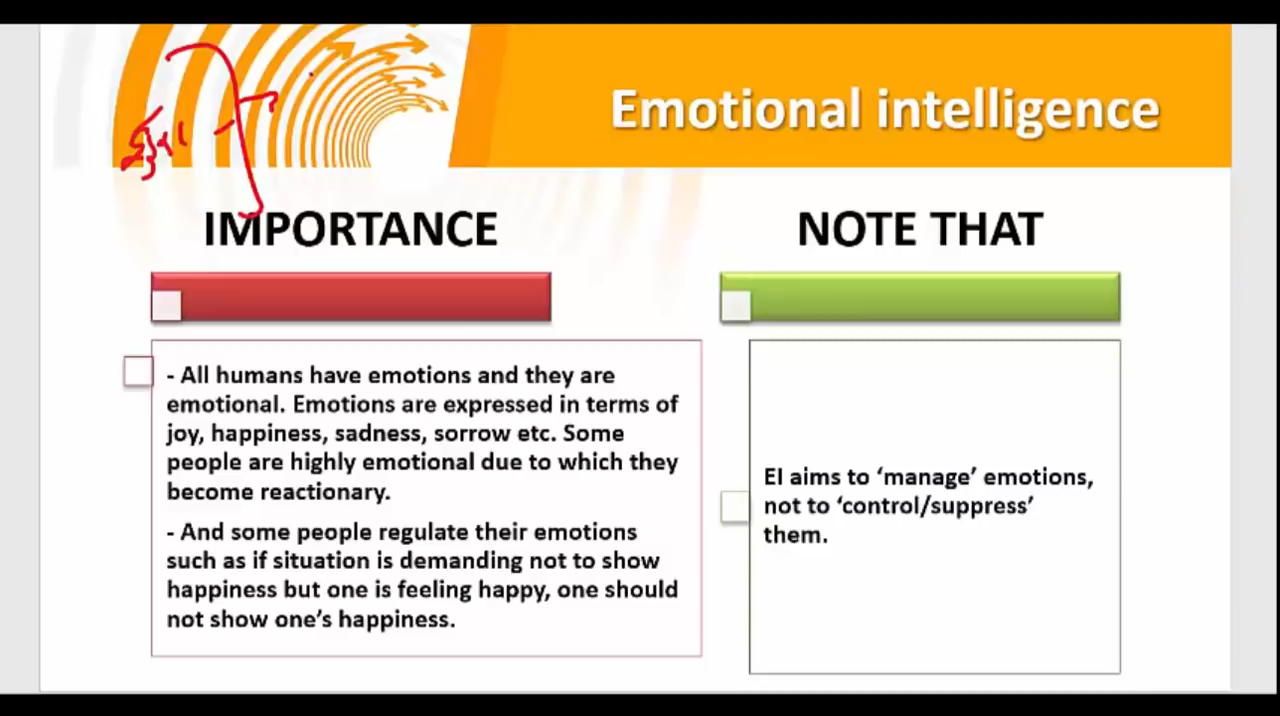 Emotional intelligence
IMPORTANCE
- All humans have emotions and they are
emotional. Emotions are expressed in terms of
joy, happiness, sadness, sorrow etc. Some
people are highly emotional due to which they
become reactionary.
- And some people regulate their emotions
such as if situation is demanding not to show
happiness but one is feeling happy, one should
not show one's happiness.
NOTE THAT
EI aims to ‘manage’ emotions,
not to ‘control/suppress’
them.